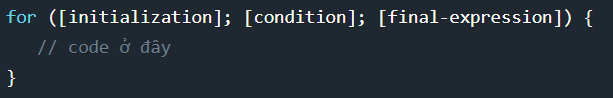 for ([initialization]; [condition]; [final-expression]) {
// code ở đây
}